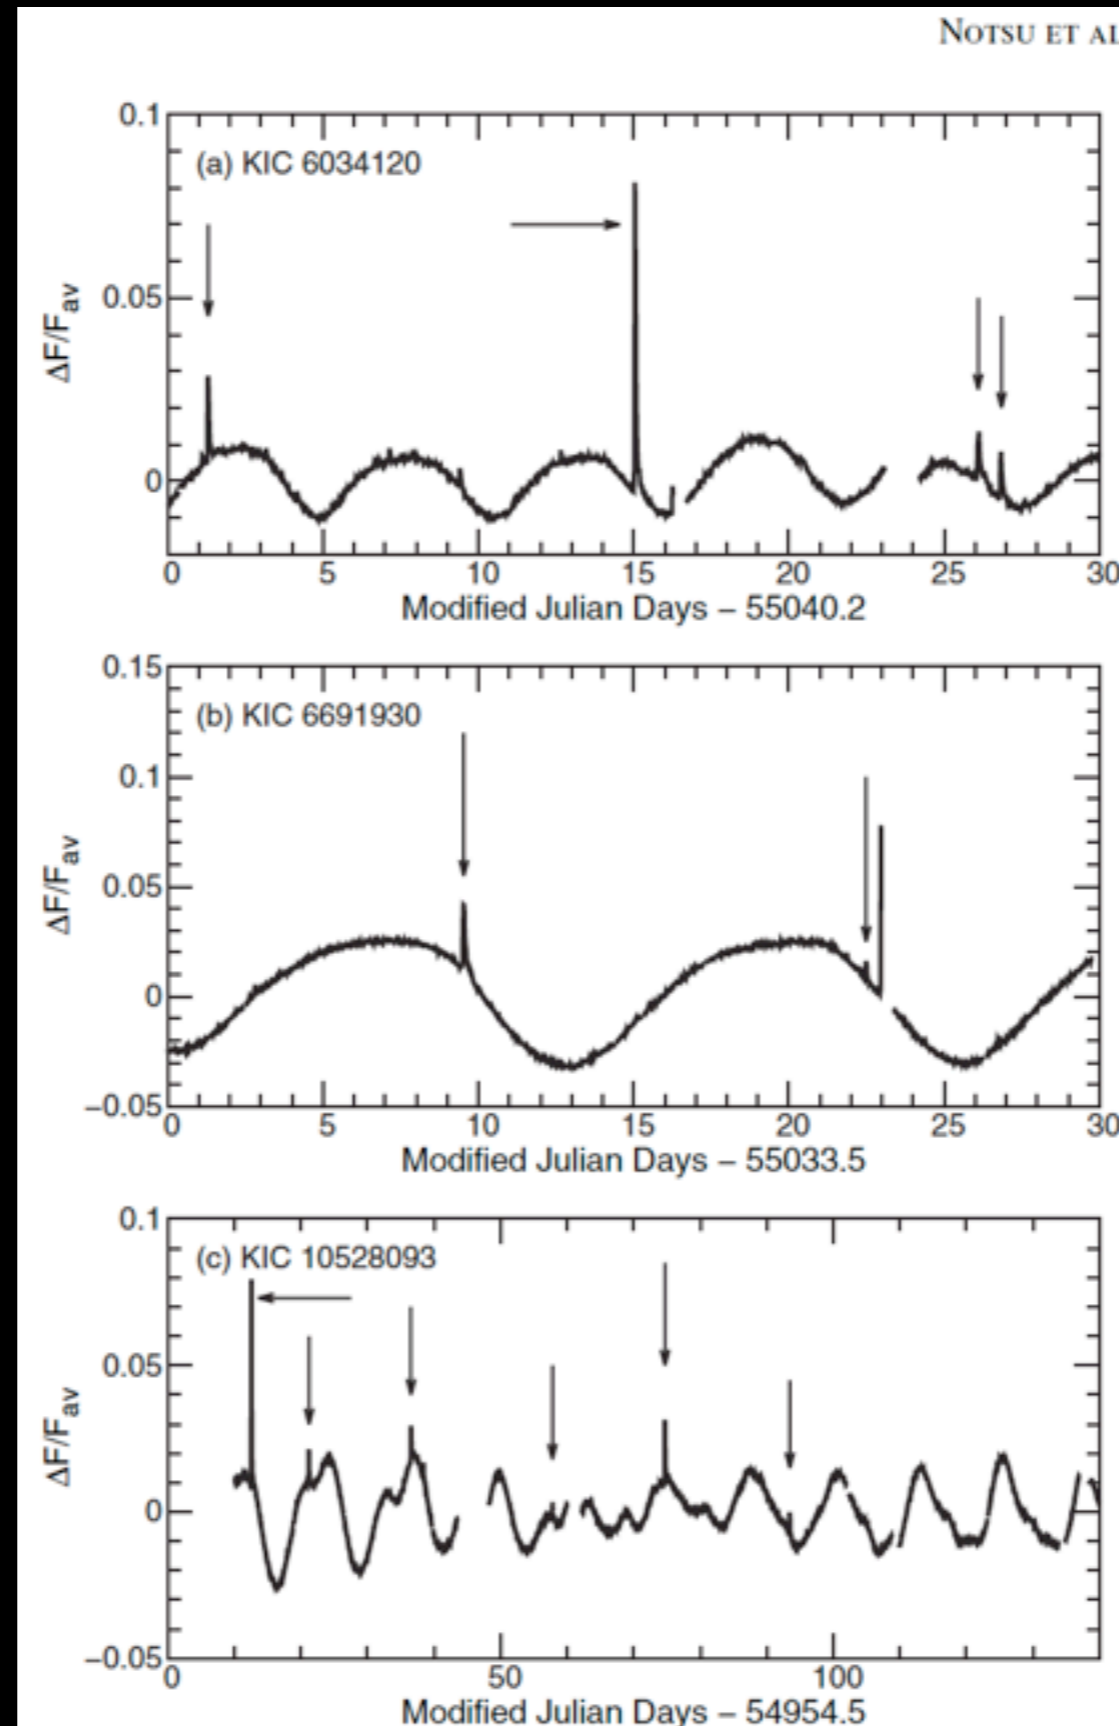 NOTSU ET AL
0.1
(a) KIC 6034120
0.05
ΔF/Fav
0
0 5 10 15 20 25 30
Modified Julian Days – 55040.2
0.15
(b) KIC 6691930
0.1
0.05
ΔF/Fav
0
–0.05
0 5 10 15 20 25 30
Modified Julian Days – 55033.5
0.1
(c) KIC 10528093
0.05
ΔF/Fav
0
–0.05
0 50 100
Modified Julian Days – 54954.5